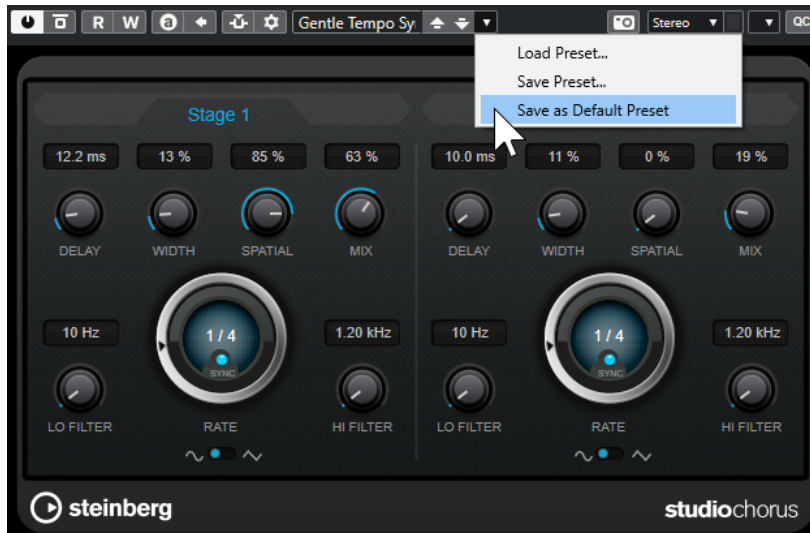 R W a Gentle Tempo Sy Stereo QC
Load Preset...
Save Preset...
Save as Default Preset
Stage 1
12.2 ms 13 % 85 % 63 % 10.0 ms 11 % 0 % 19 %
DELAY WIDTH SPATIAL MIX DELAY WIDTH SPATIAL MIX
10 Hz 1/4 1.20 kHz 10 Hz 1/4 1.20 kHz
SYNC SYNC
LO FILTER RATE HI FILTER LO FILTER RATE HI FILTER
steinberg studiochorus